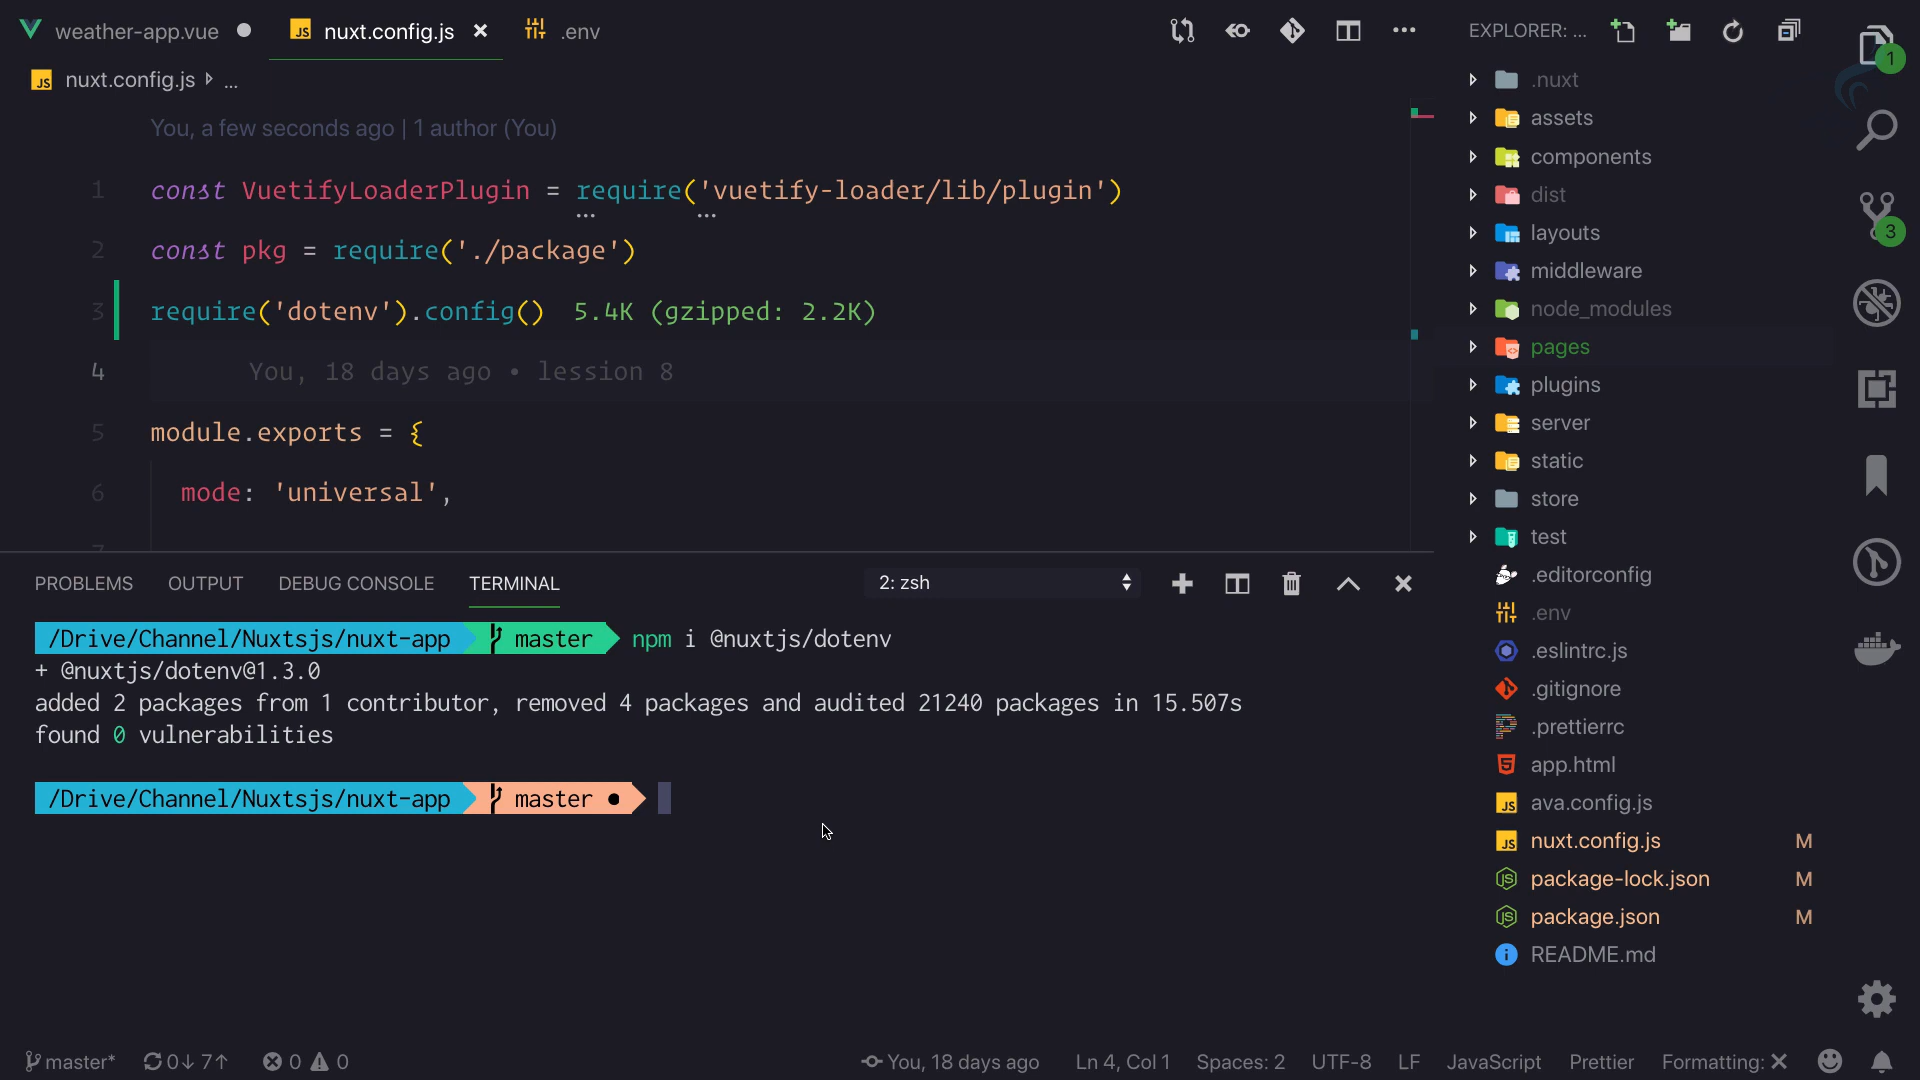 weather-app.vue
JS nuxt.config.js
.env
EXPLORER: ...
1
JS nuxt.config.js ...
You, a few seconds ago | 1 author (You)
1 const VuetifyLoaderPlugin = require('vuetify-loader/lib/plugin')
2 const pkg = require('./package')
3 require('dotenv').config() 5.4K (gzipped: 2.2K)
4 You, 18 days ago • lession 8
5 module.exports = {
6 mode: 'universal',
7
PROBLEMS OUTPUT DEBUG CONSOLE TERMINAL 2: zsh
/Drive/Channel/Nuxtsjs/nuxt-app master npm i @nuxtjs/dotenv
+ @nuxtjs/dotenv@1.3.0
added 2 packages from 1 contributor, removed 4 packages and audited 21240 packages in 15.507s
found 0 vulnerabilities
/Drive/Channel/Nuxtsjs/nuxt-app master ●
.nuxt
assets
components
dist
layouts
3
middleware
node_modules
pages
plugins
server
static
store
test
.editorconfig
.env
.eslintrc.js
.gitignore
.prettierrc
app.html
JS ava.config.js
JS nuxt.config.js M
package-lock.json M
package.json M
README.md
master* 0↓ 7↑ 0 0 You, 18 days ago Ln 4, Col 1 Spaces: 2 UTF-8 LF JavaScript Prettier Formatting: ✕